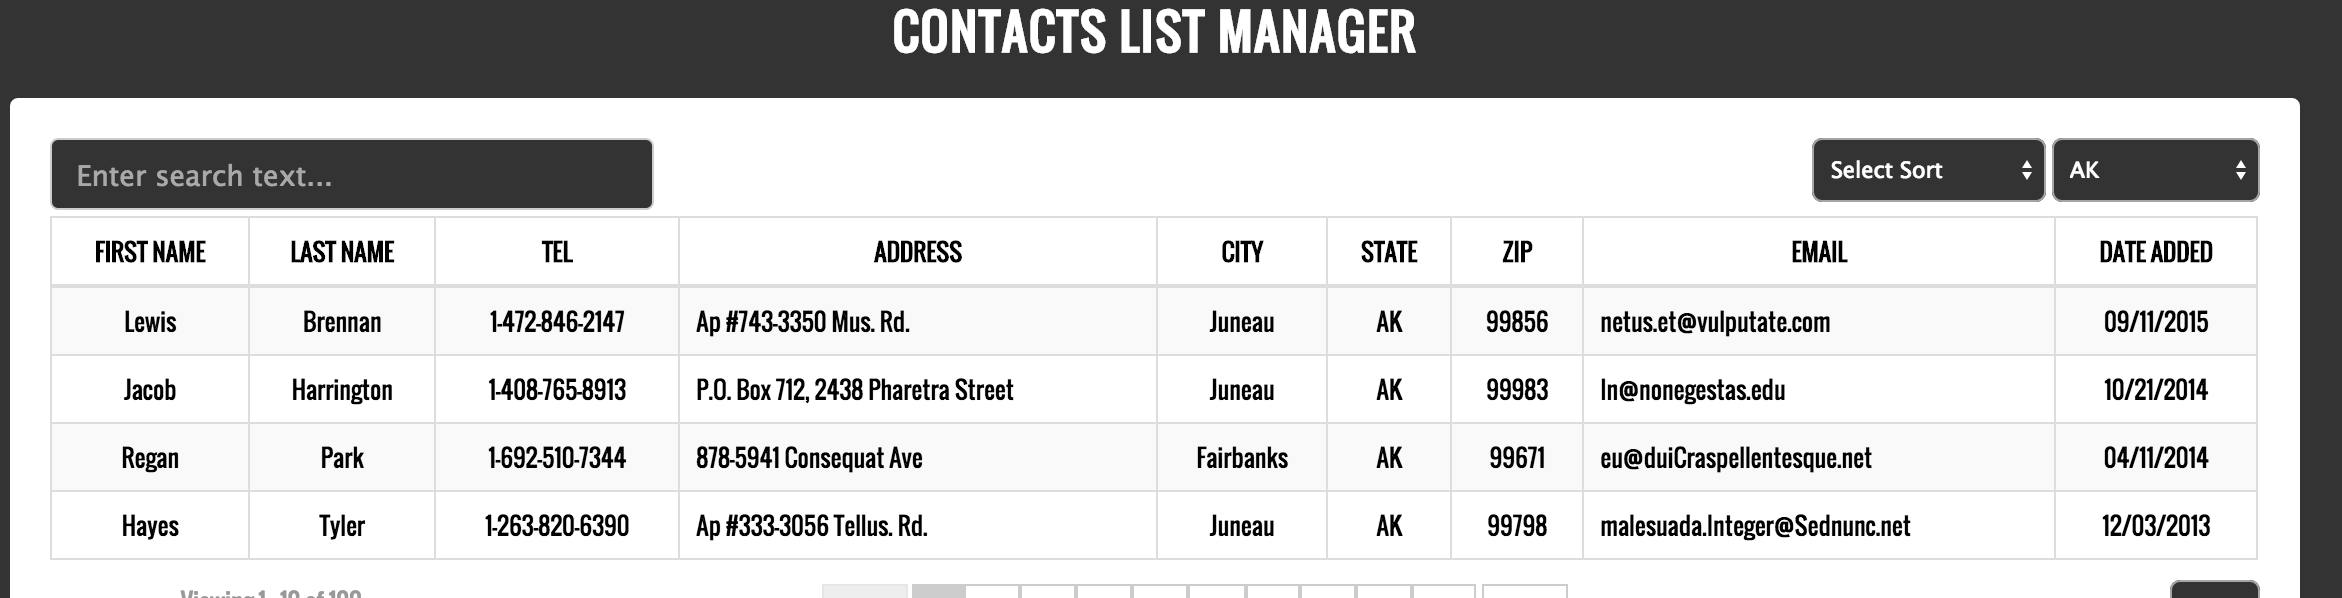 CONTACTS LIST MANAGER
Enter search text... Select Sort AK
FIRST NAME LAST NAME TEL ADDRESS CITY STATE ZIP EMAIL DATE ADDED
Lewis Brennan 1-472-846-2147 Ap #743-3350 Mus. Rd. Juneau AK 99856 netus.et@vulputate.com 09/11/2015
Jacob Harrington 1-408-765-8913 P.O. Box 712, 2438 Pharetra Street Juneau AK 99983 In@nonegestas.edu 10/21/2014
Regan Park 1-692-510-7344 878-5941 Consequat Ave Fairbanks AK 99671 eu@duiCraspellentesque.net 04/11/2014
Hayes Tyler 1-263-820-6390 Ap #333-3056 Tellus. Rd. Juneau AK 99798 malesuada.Integer@Sednunc.net 12/03/2013
Viewing 1 - 10 of 100